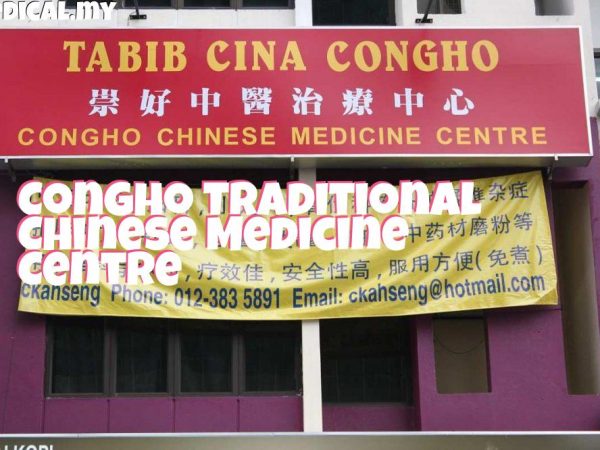 DICAL.MY
TABIB CINA CONGHO
崇好中醫治療中心
CONGHO CHINESE MEDICINE CENTRE
Congho Traditional
Chinese Medicine
Centre
杂症
中药材磨粉等
,疗效佳,安全性高,服用方便(免煮)
ckahseng Phone: 012-383 5891 Email: ckahseng@hotmail.com